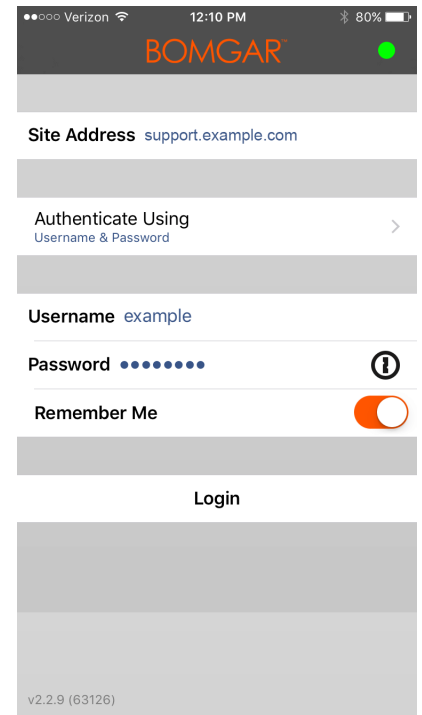 Verizon 12:10 PM 80%
BOMGAR™
Site Address support.example.com
Authenticate Using
Username & Password
Username example
Password ••••••••
Remember Me
Login
v2.2.9 (63126)